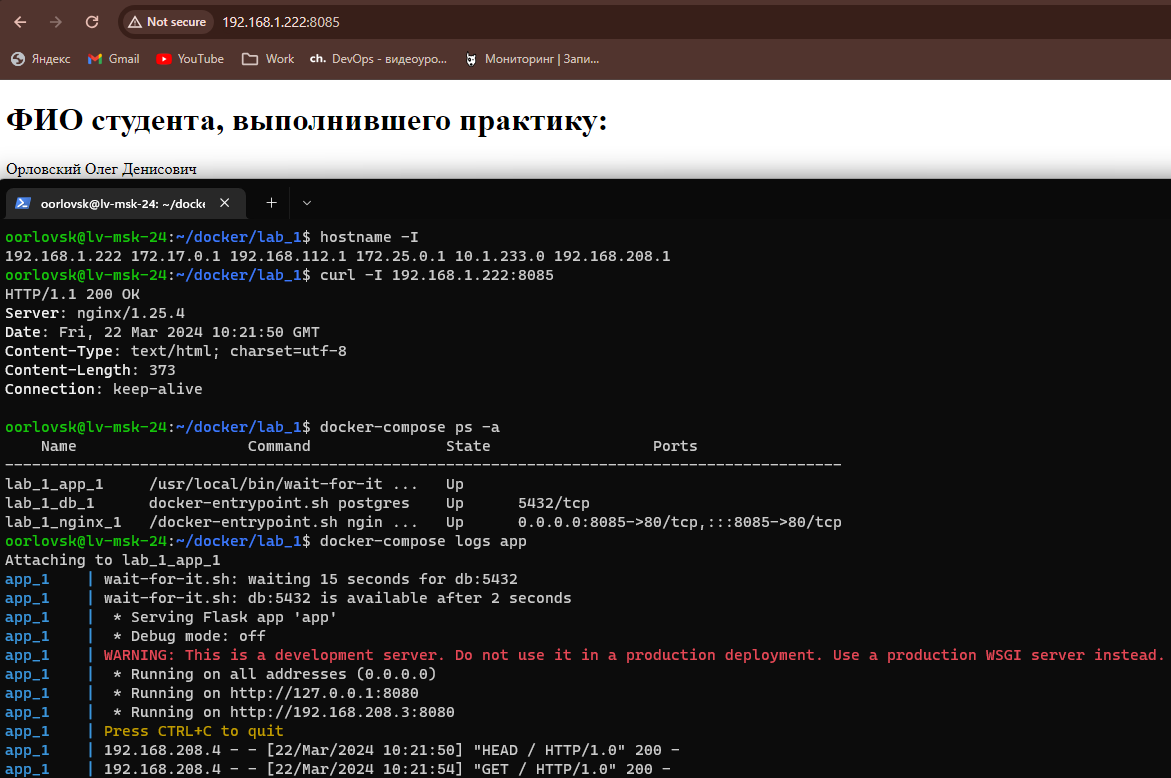 Not secure 192.168.1.222:8085
Яндекс Gmail YouTube Work ch. DevOps - видеоуро... Мониторинг | Запи...
ФИО студента, выполнившего практику:
Орловский Олег Денисович
oorlovsk@lv-msk-24: ~/docke
oorlovsk@lv-msk-24:~/docker/lab_1$ hostname -I
192.168.1.222 172.17.0.1 192.168.112.1 172.25.0.1 10.1.233.0 192.168.208.1
oorlovsk@lv-msk-24:~/docker/lab_1$ curl -I 192.168.1.222:8085
HTTP/1.1 200 OK
Server: nginx/1.25.4
Date: Fri, 22 Mar 2024 10:21:50 GMT
Content-Type: text/html; charset=utf-8
Content-Length: 373
Connection: keep-alive
oorlovsk@lv-msk-24:~/docker/lab_1$ docker-compose ps -a
Name Command State Ports
--------------------------------------------------------------------------------------------
lab_1_app_1 /usr/local/bin/wait-for-it ... Up
lab_1_db_1 docker-entrypoint.sh postgres Up 5432/tcp
lab_1_nginx_1 /docker-entrypoint.sh ngin ... Up 0.0.0.0:8085->80/tcp,:::8085->80/tcp
oorlovsk@lv-msk-24:~/docker/lab_1$ docker-compose logs app
Attaching to lab_1_app_1
app_1 | wait-for-it.sh: waiting 15 seconds for db:5432
app_1 | wait-for-it.sh: db:5432 is available after 2 seconds
app_1 | * Serving Flask app 'app'
app_1 | * Debug mode: off
app_1 | WARNING: This is a development server. Do not use it in a production deployment. Use a production WSGI server instead.
app_1 | * Running on all addresses (0.0.0.0)
app_1 | * Running on http://127.0.0.1:8080
app_1 | * Running on http://192.168.208.3:8080
app_1 | Press CTRL+C to quit
app_1 | 192.168.208.4 - - [22/Mar/2024 10:21:50] "HEAD / HTTP/1.0" 200 -
app_1 | 192.168.208.4 - - [22/Mar/2024 10:21:54] "GET / HTTP/1.0" 200 -